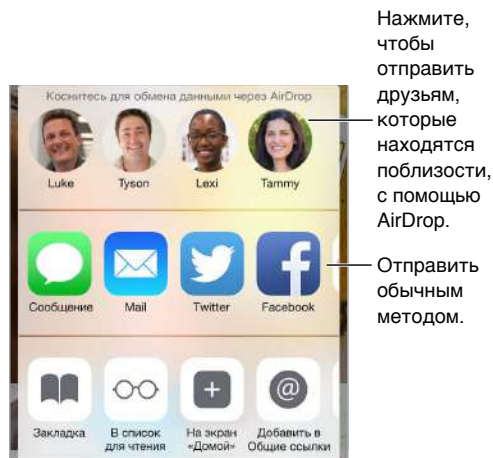 Нажмите,
чтобы
отправить
друзьям,
которые
находятся
поблизости,
с помощью
AirDrop.
Коснитесь для обмена данными через AirDrop
Luke Tyson Lexi Tammy
Отправить
обычным
методом.
Сообщение Mail Twitter Facebook
Закладка В список На экран Добавить в
для чтения «Домой» Общие ссылки